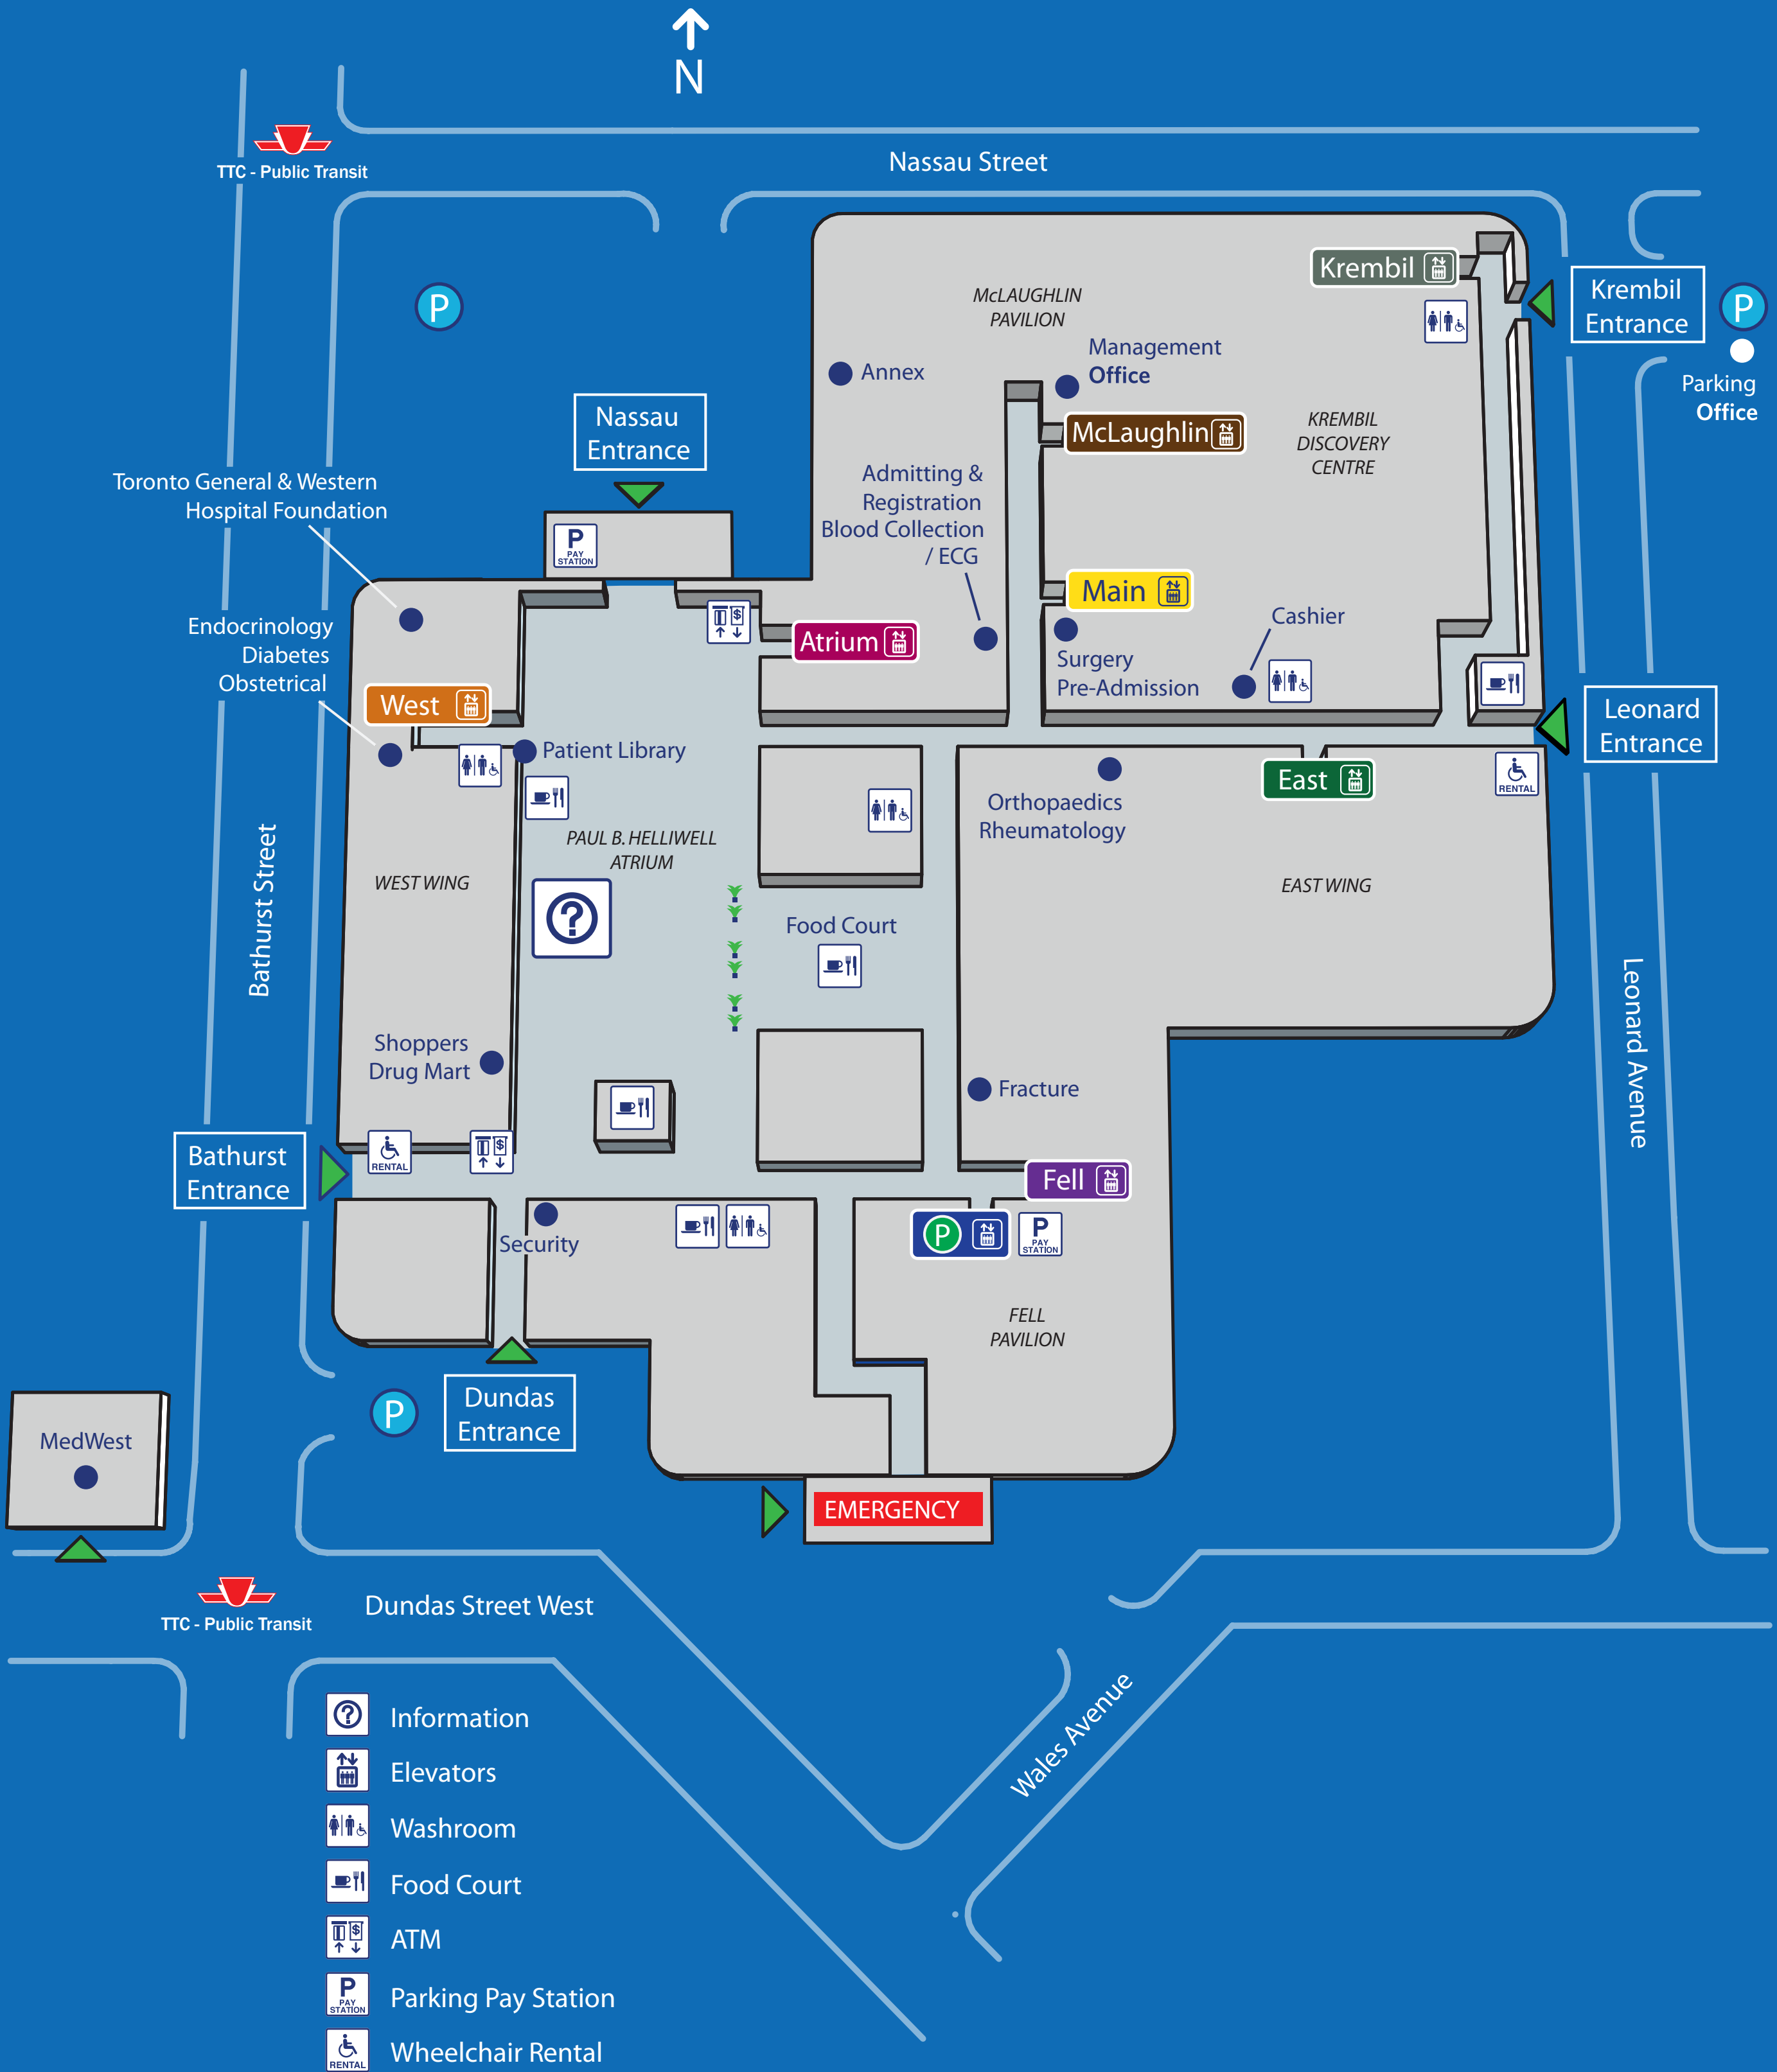 N
TTC - Public Transit
Nassau Street
Krembil
Krembil
Entrance
P
P
McLAUGHLIN
PAVILION
Management
Office
Annex
Parking
Office
Nassau
Entrance
McLaughlin
KREMBIL
DISCOVERY
CENTRE
Toronto General & Western
Hospital Foundation
Admitting &
Registration
Blood Collection
/ ECG
P
PAY
STATION
Main
Endocrinology
Diabetes
Obstetrical
$
Atrium
Cashier
Surgery
Pre-Admission
West
Leonard
Entrance
Patient Library
East
RENTAL
Orthopaedics
Rheumatology
PAUL B. HELLIWELL
ATRIUM
WEST WING
EAST WING
Bathurst Street
?
Food Court
Leonard Avenue
Shoppers
Drug Mart
Fracture
Bathurst
Entrance
RENTAL
$
Fell
Security
P
P
PAY
STATION
FELL
PAVILION
Dundas
Entrance
P
MedWest
EMERGENCY
TTC - Public Transit
Dundas Street West
Wales Avenue
?
Information
Elevators
Washroom
Food Court
$
ATM
P
PAY
STATION
Parking Pay Station
RENTAL
Wheelchair Rental